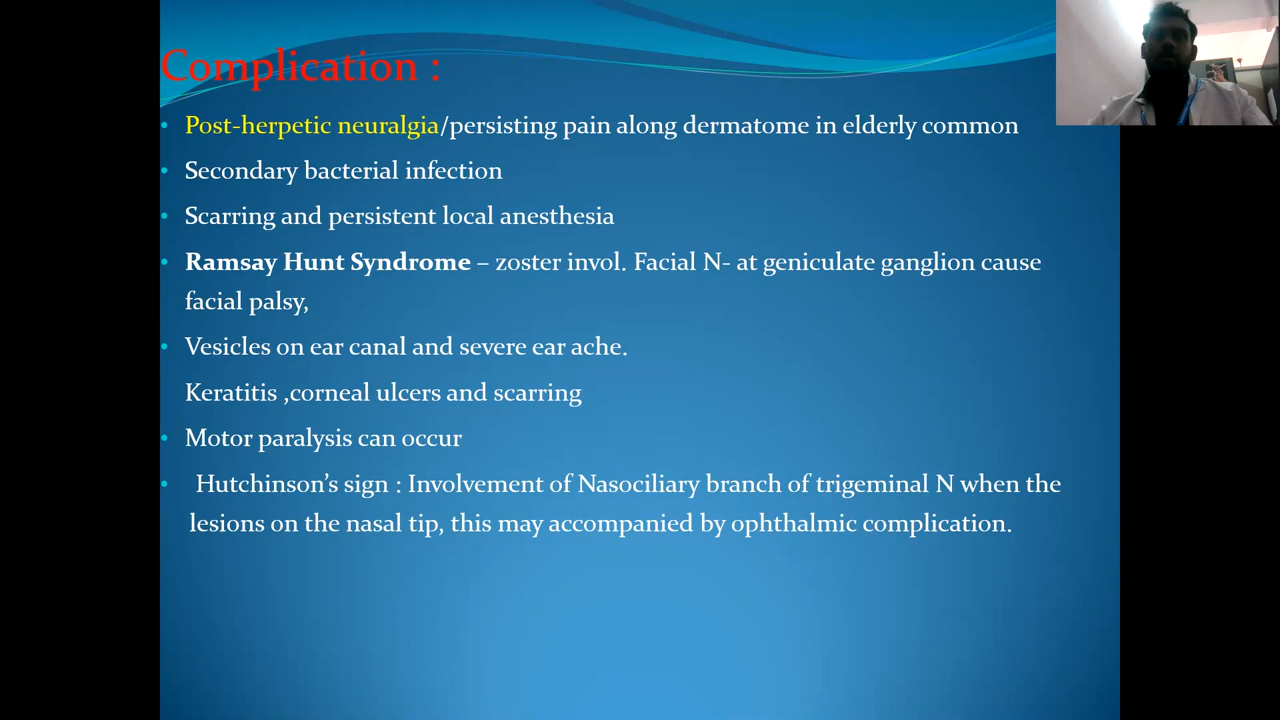 Complication :
Post-herpetic neuralgia/persisting pain along dermatome in elderly common
Secondary bacterial infection
Scarring and persistent local anesthesia
Ramsay Hunt Syndrome – zoster invol. Facial N- at geniculate ganglion cause
facial palsy,
Vesicles on ear canal and severe ear ache.
Keratitis ,corneal ulcers and scarring
Motor paralysis can occur
Hutchinson’s sign : Involvement of Nasociliary branch of trigeminal N when the
lesions on the nasal tip, this may accompanied by ophthalmic complication.